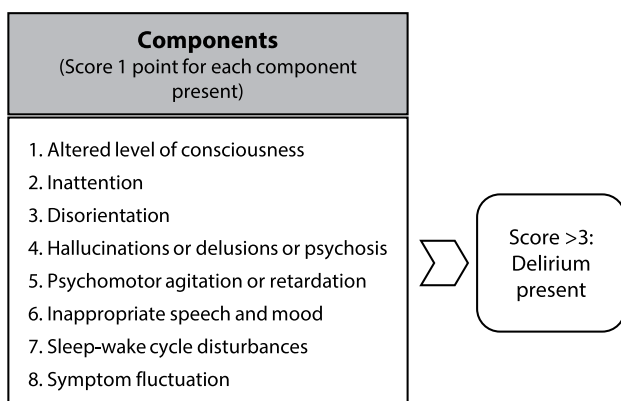 Components
(Score 1 point for each component
present)
1. Altered level of consciousness
2. Inattention
3. Disorientation
4. Hallucinations or delusions or psychosis
5. Psychomotor agitation or retardation
6. Inappropriate speech and mood
7. Sleep-wake cycle disturbances
8. Symptom fluctuation
Score >3:
Delirium
present